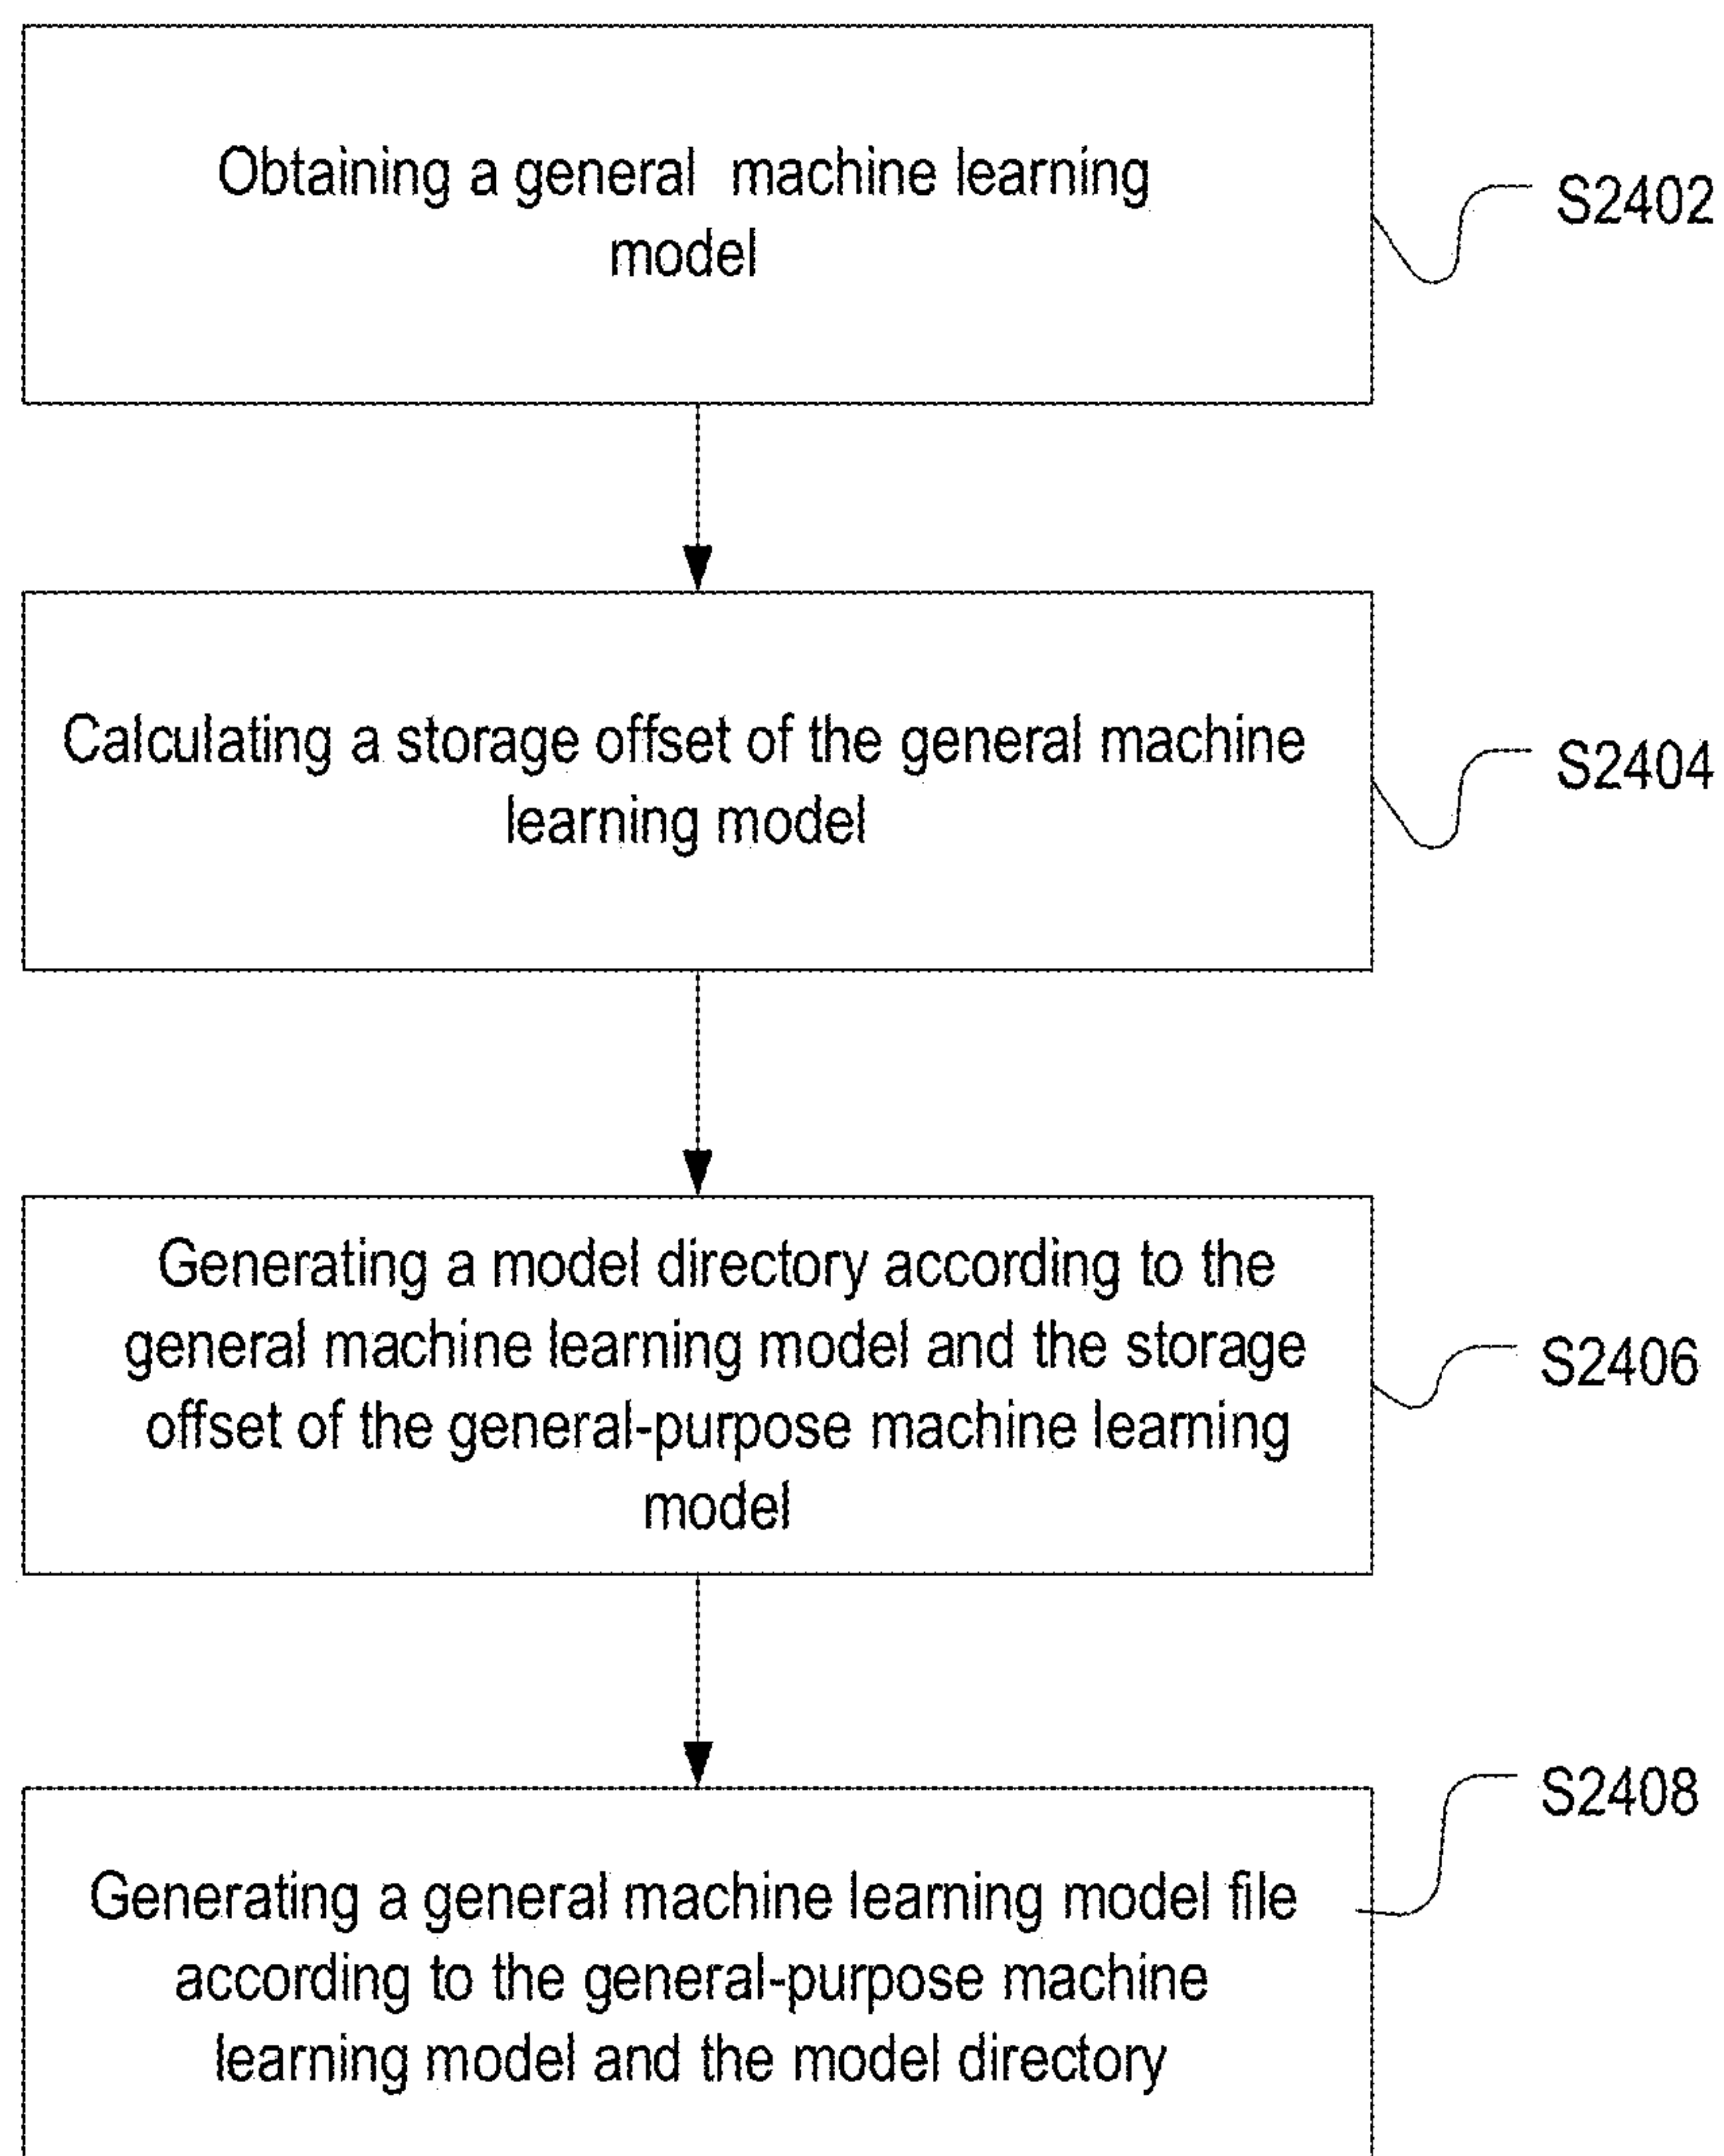 Obtaining a general machine learning
model
S2402
Calculating a storage offset of the general machine
learning model
S2404
Generating a model directory according to the
general machine learning model and the storage
offset of the general-purpose machine learning
model
S2406
S2408
Generating a general machine learning model file
according to the general-purpose machine
learning model and the model directory